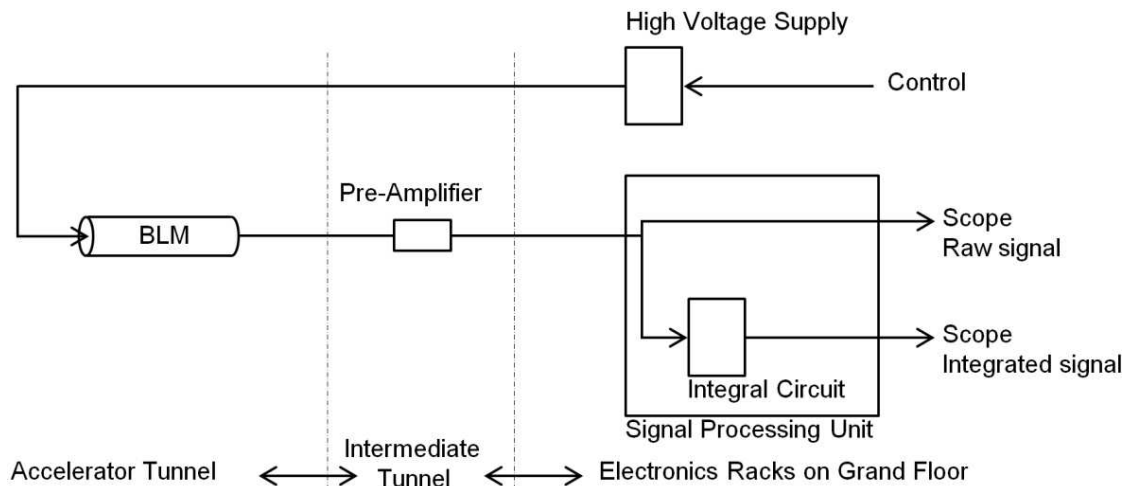 High Voltage Supply
Control
Pre-Amplifier
BLM
Scope
Raw signal
Scope
Integrated signal
Integral Circuit
Signal Processing Unit
Accelerator Tunnel
Intermediate
Tunnel
Electronics Racks on Grand Floor